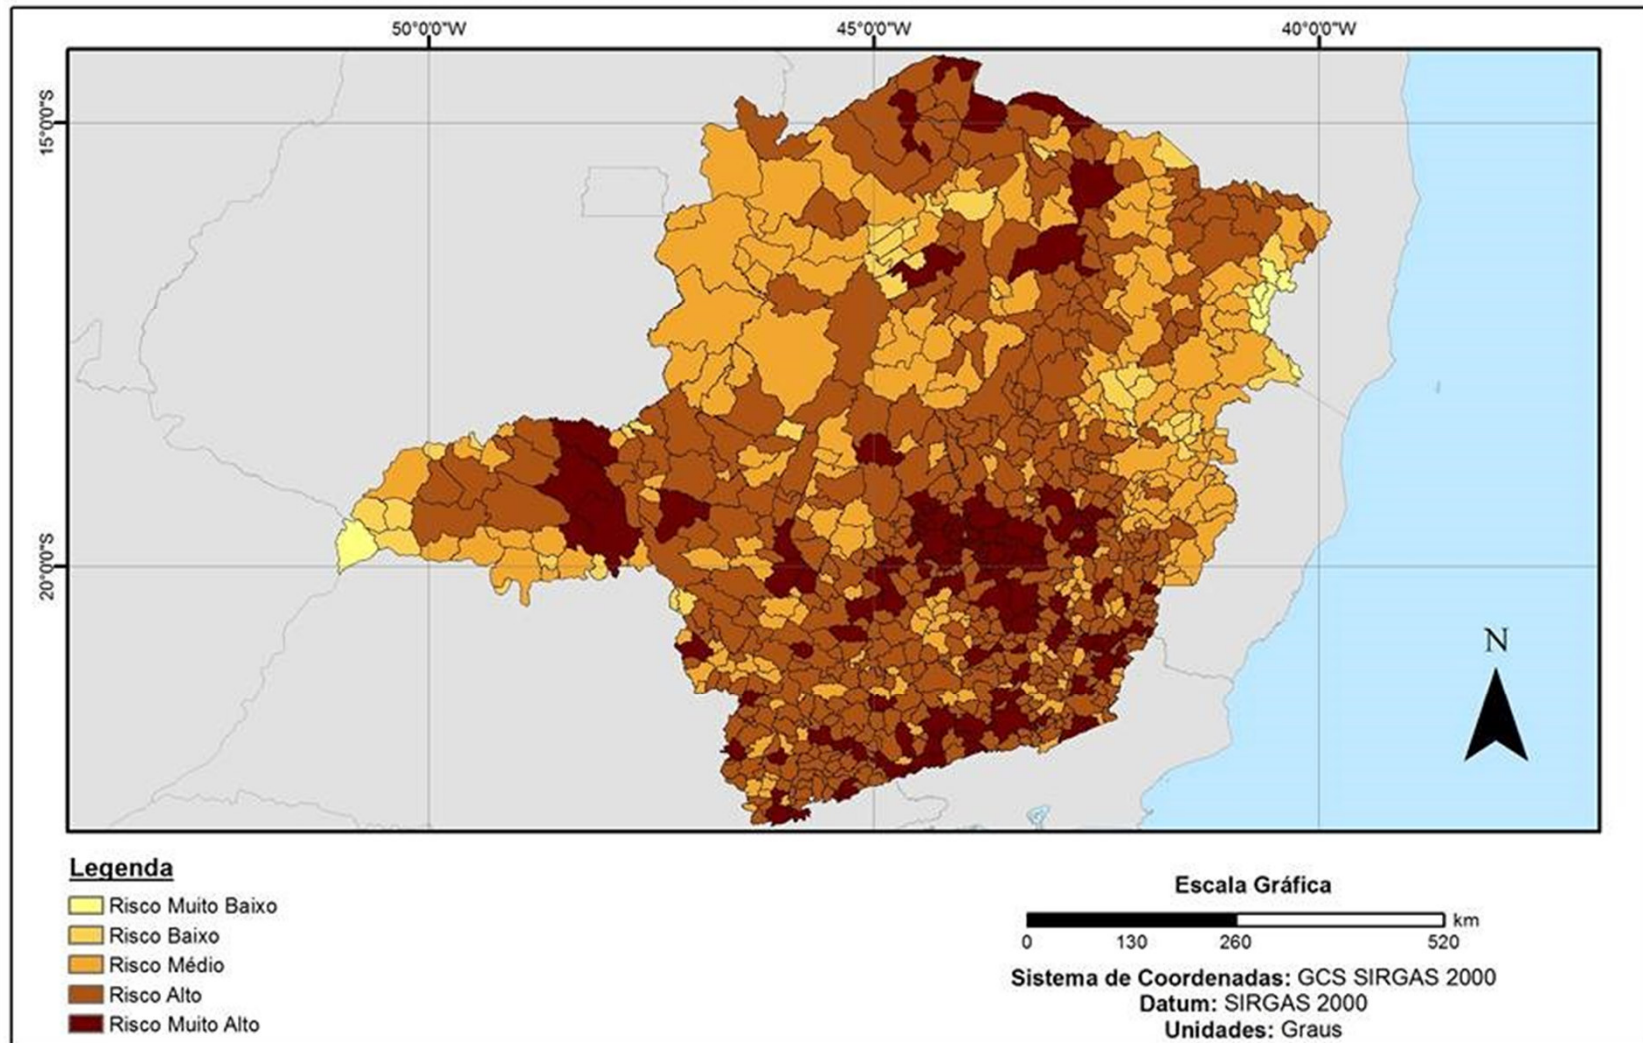 50°0'0"W
45°0'0"W
40°0'0"W
15°0'0"S
20°0'0"S
N
Legenda
Risco Muito Baixo
Risco Baixo
Risco Médio
Risco Alto
Risco Muito Alto
Escala Gráfica
km
0 130 260 520
Sistema de Coordenadas: GCS SIRGAS 2000
Datum: SIRGAS 2000
Unidades: Graus